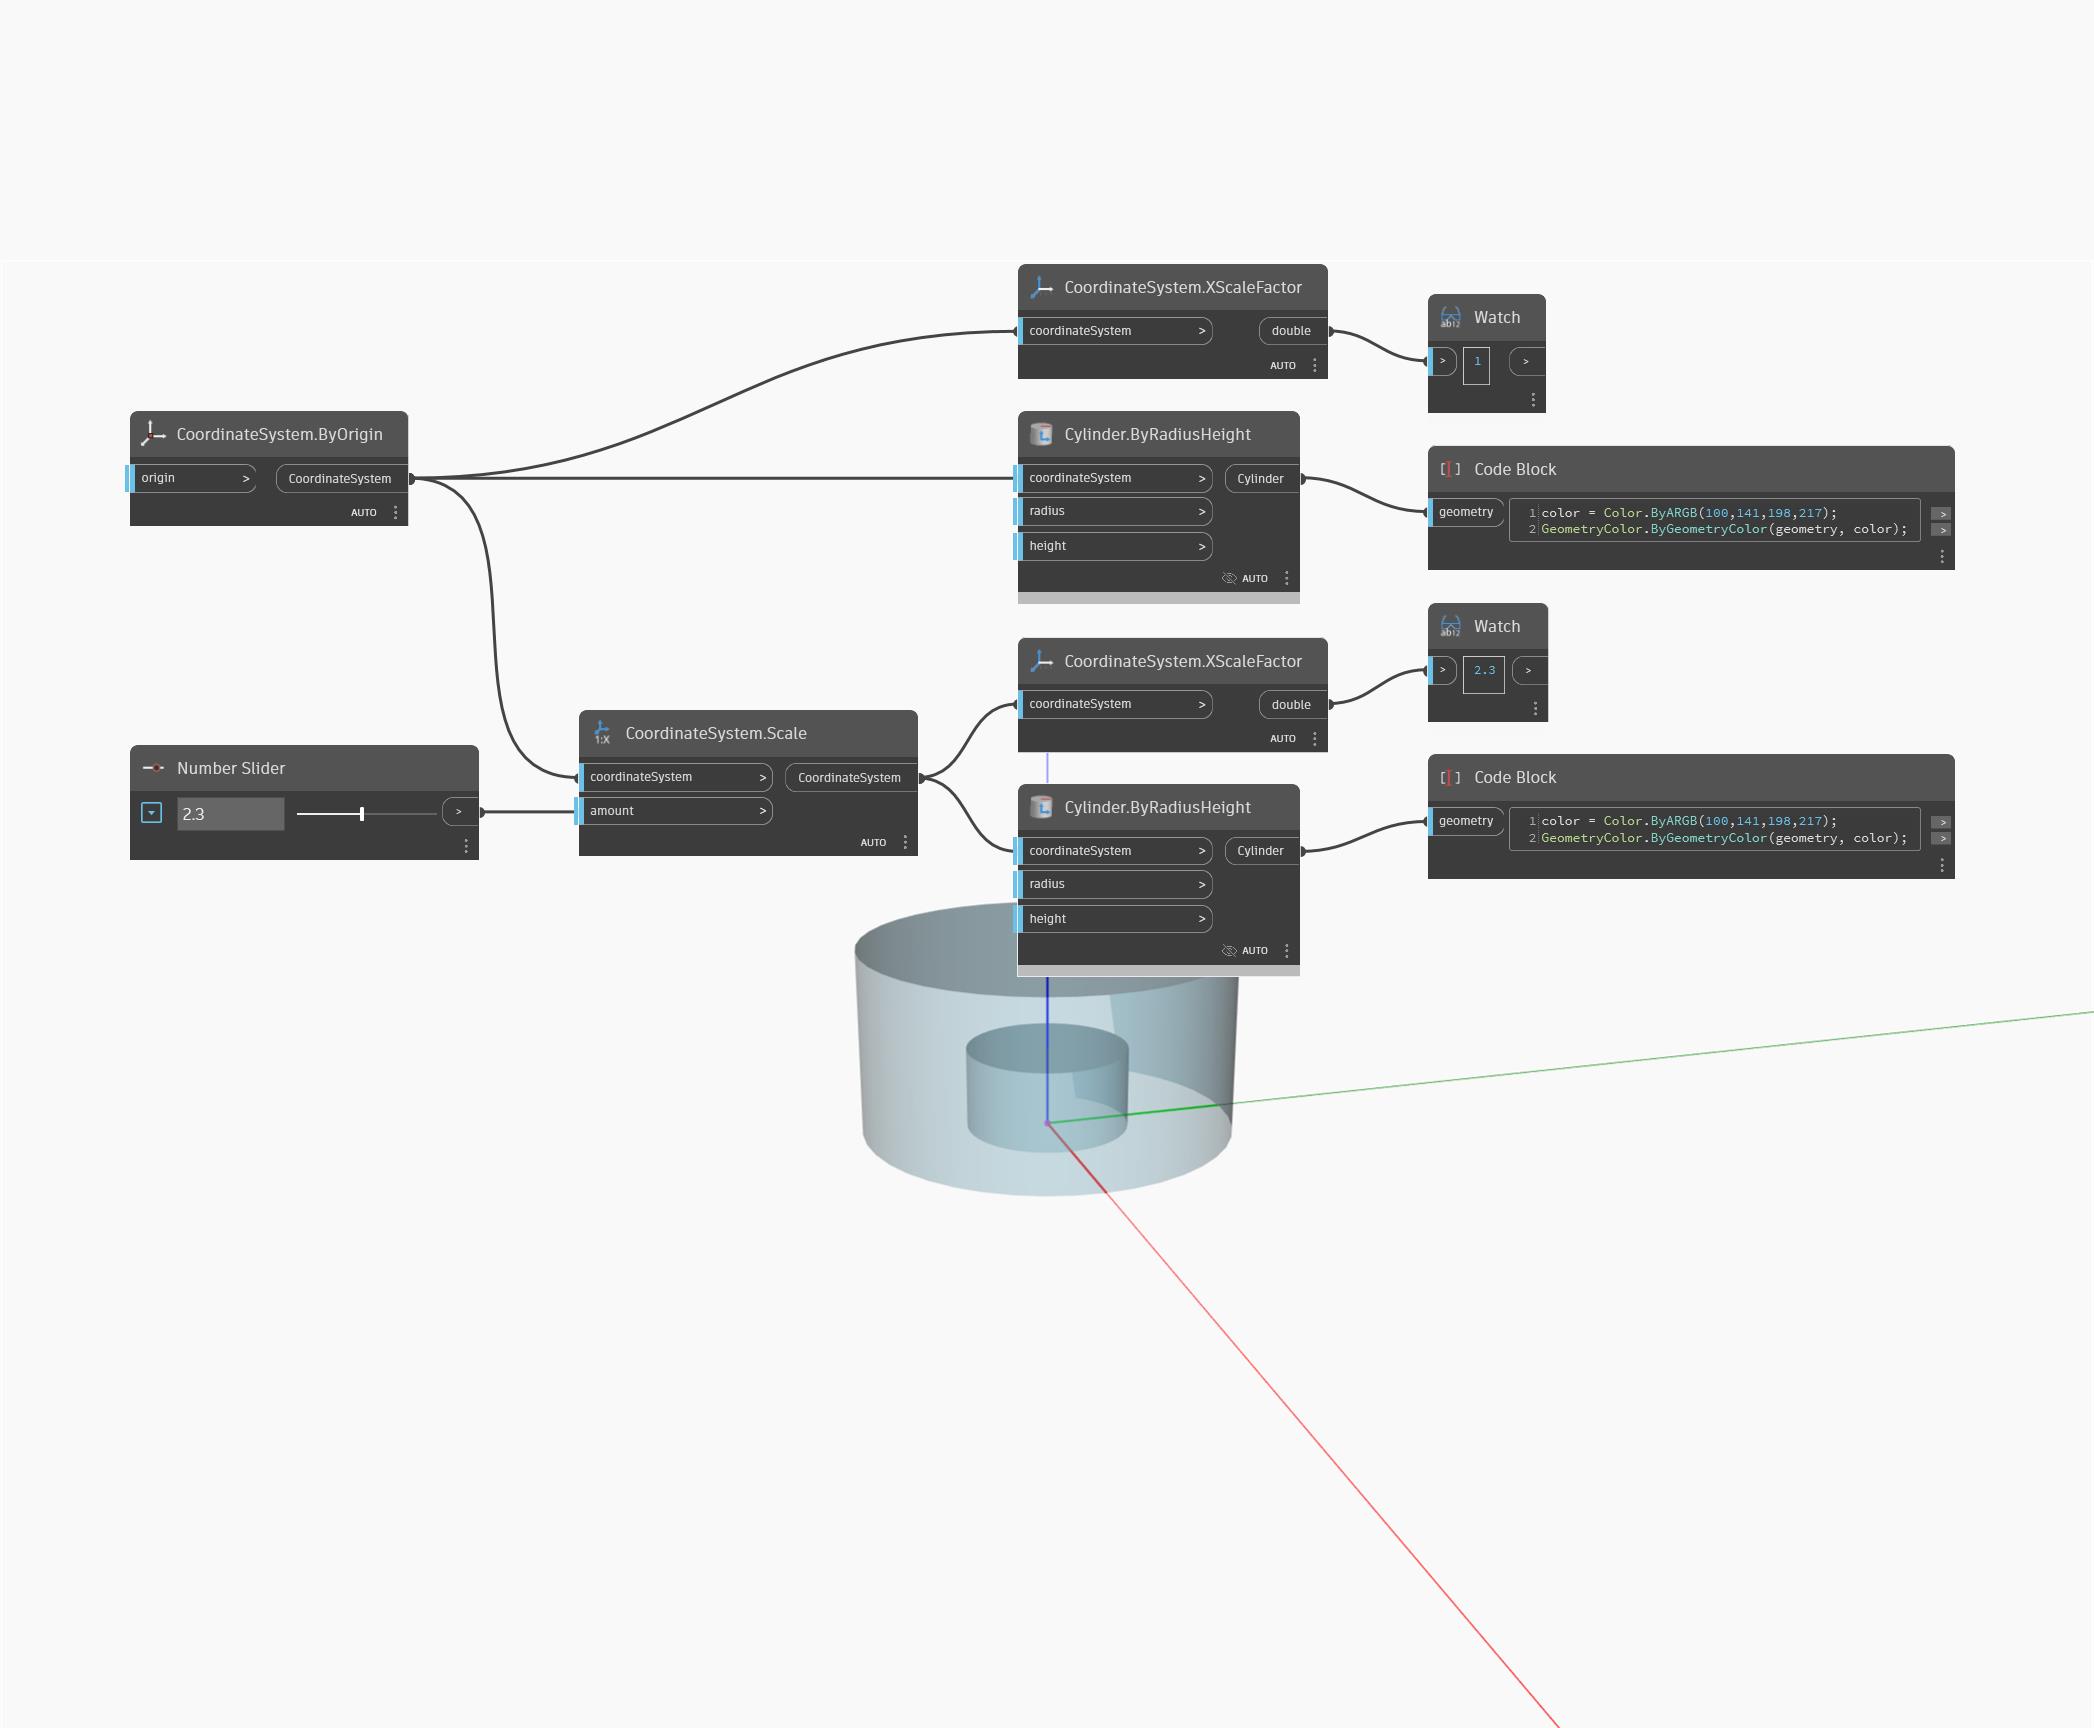 CoordinateSystem.XScaleFactor
coordinateSystem > double
AUTO
Watch
> 1 >
CoordinateSystem.ByOrigin
origin > CoordinateSystem
AUTO
Cylinder.ByRadiusHeight
coordinateSystem > Cylinder
radius >
height >
AUTO
Code Block
geometry 1 color = Color.ByARGB(100,141,198,217); >
2 GeometryColor.ByGeometryColor(geometry, color); >
Watch
> 2.3 >
CoordinateSystem.XScaleFactor
coordinateSystem > double
AUTO
Number Slider
2.3 >
1:X CoordinateSystem.Scale
coordinateSystem > CoordinateSystem
amount >
AUTO
Cylinder.ByRadiusHeight
coordinateSystem > Cylinder
radius >
height >
AUTO
Code Block
geometry 1 color = Color.ByARGB(100,141,198,217); >
2 GeometryColor.ByGeometryColor(geometry, color); >